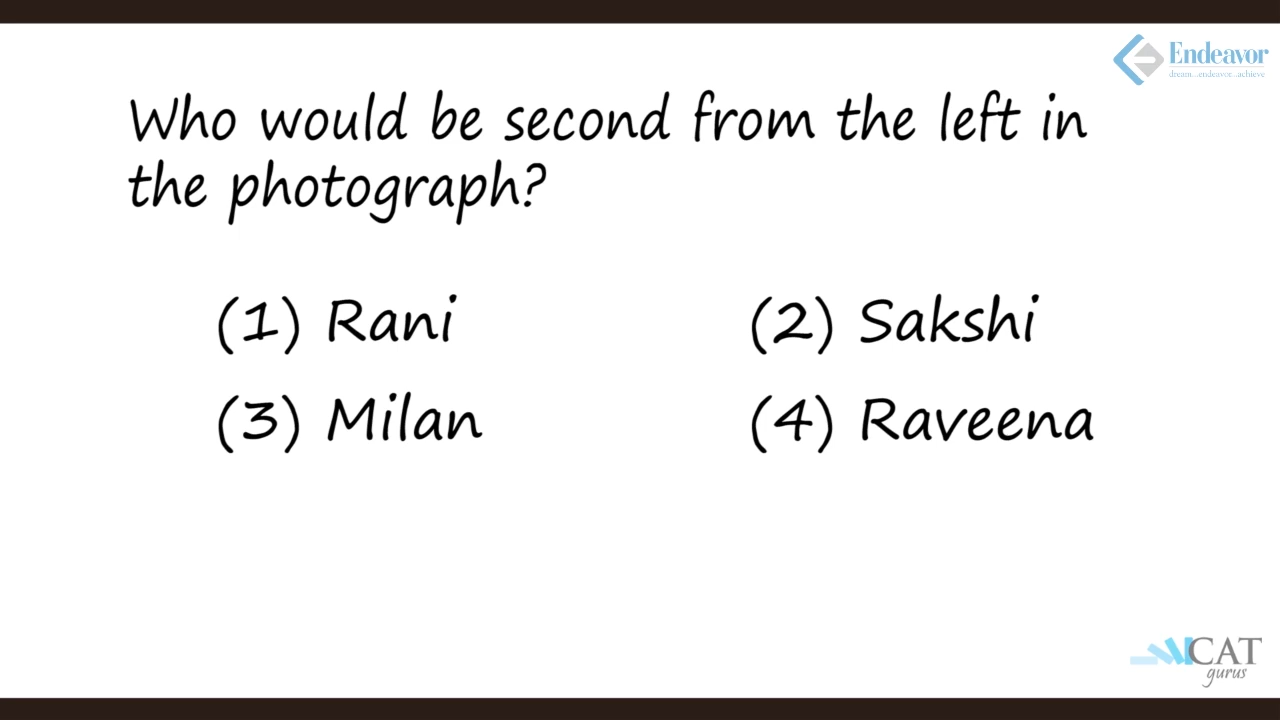 Endeavor
dream...endeavor...achieve
Who would be second from the left in
the photograph?
(1) Rani (2) Sakshi
(3) Milan (4) Raveena
CAT
gurus